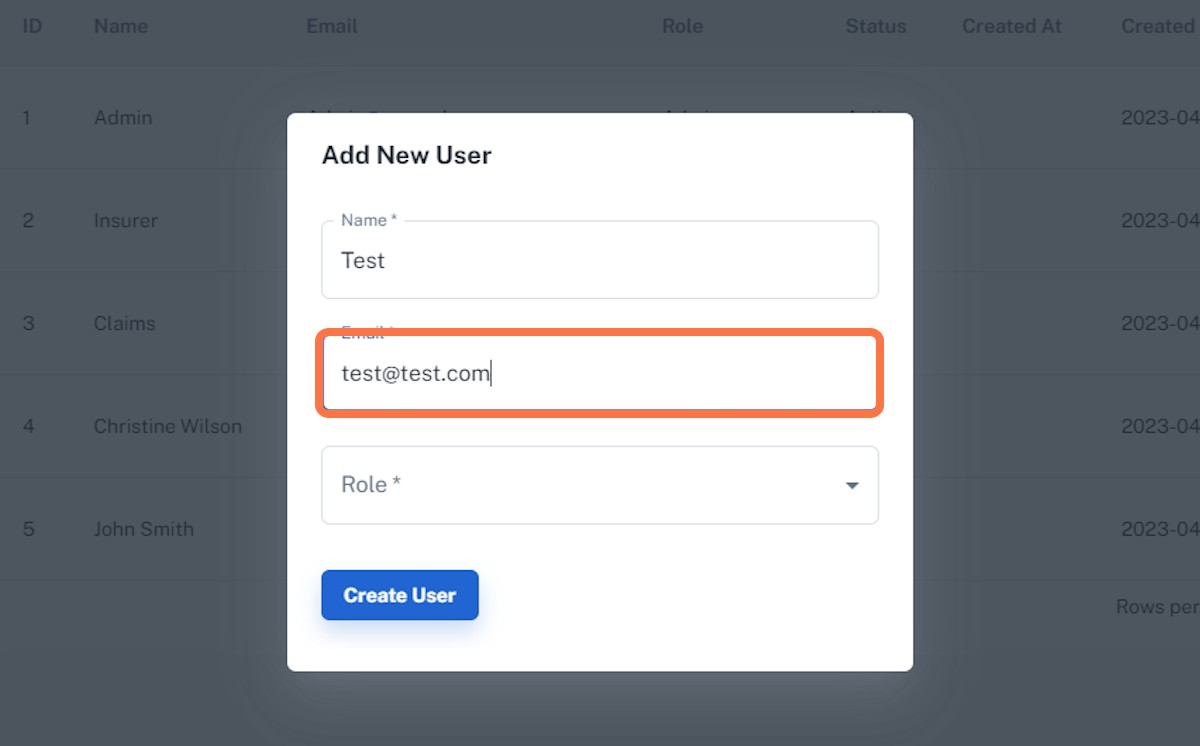 ID Name Email Role Status Created At Created
1 Admin 2023-04
Add New User
Name *
2 Insurer 2023-04
Test
3 Claims 2023-04
Email *
test@test.com
4 Christine Wilson 2023-04
Role *
5 John Smith 2023-04
Create User
Rows per